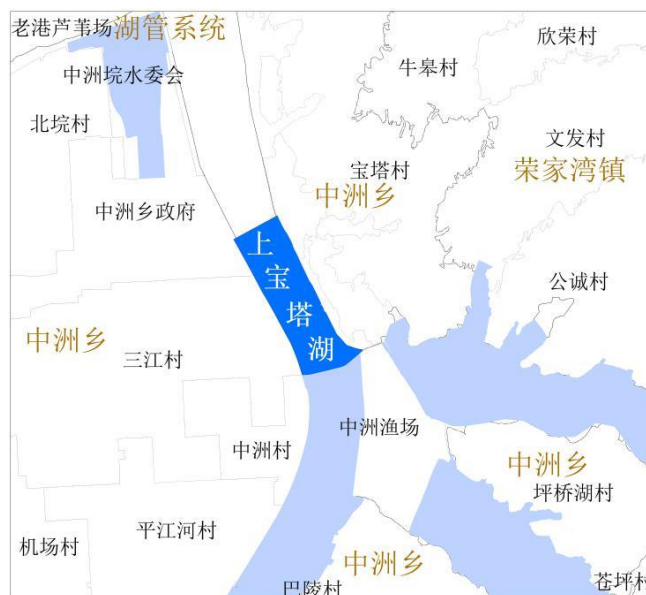 老港芦苇场
湖管系统
欣荣村
中洲垸水委会
牛皋村
北垸村
文发村
宝塔村
荣家湾镇
中洲乡
中洲乡政府
上宝塔湖
公诚村
中洲乡
三江村
中洲渔场
中洲村
中洲乡
坪桥湖村
平江河村
机场村
中洲乡
苍坪村
巴陵村